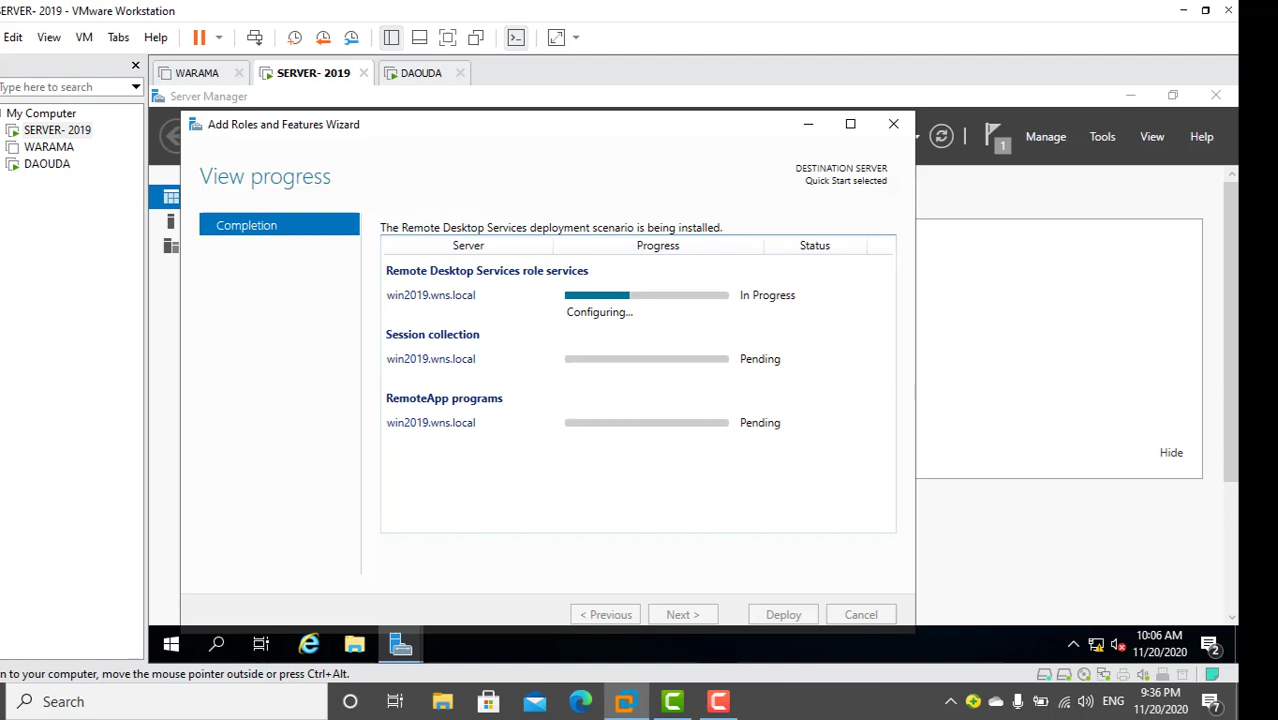 SERVER- 2019 - VMware Workstation
Edit View VM Tabs Help
Type here to search
My Computer
SERVER- 2019
WARAMA
DAOUDA
WARAMA SERVER- 2019 DAOUDA
Server Manager
Manage Tools View Help
1
Add Roles and Features Wizard
View progress
DESTINATION SERVER
Quick Start selected
Completion
The Remote Desktop Services deployment scenario is being installed.
Server Progress Status
Remote Desktop Services role services
win2019.wns.local In Progress
Configuring...
Session collection
win2019.wns.local Pending
RemoteApp programs
win2019.wns.local Pending
Hide
< Previous Next > Deploy Cancel
10:06 AM
11/20/2020
2
n to your computer, move the mouse pointer outside or press Ctrl+Alt.
Search
ENG
9:36 PM
11/20/2020
7